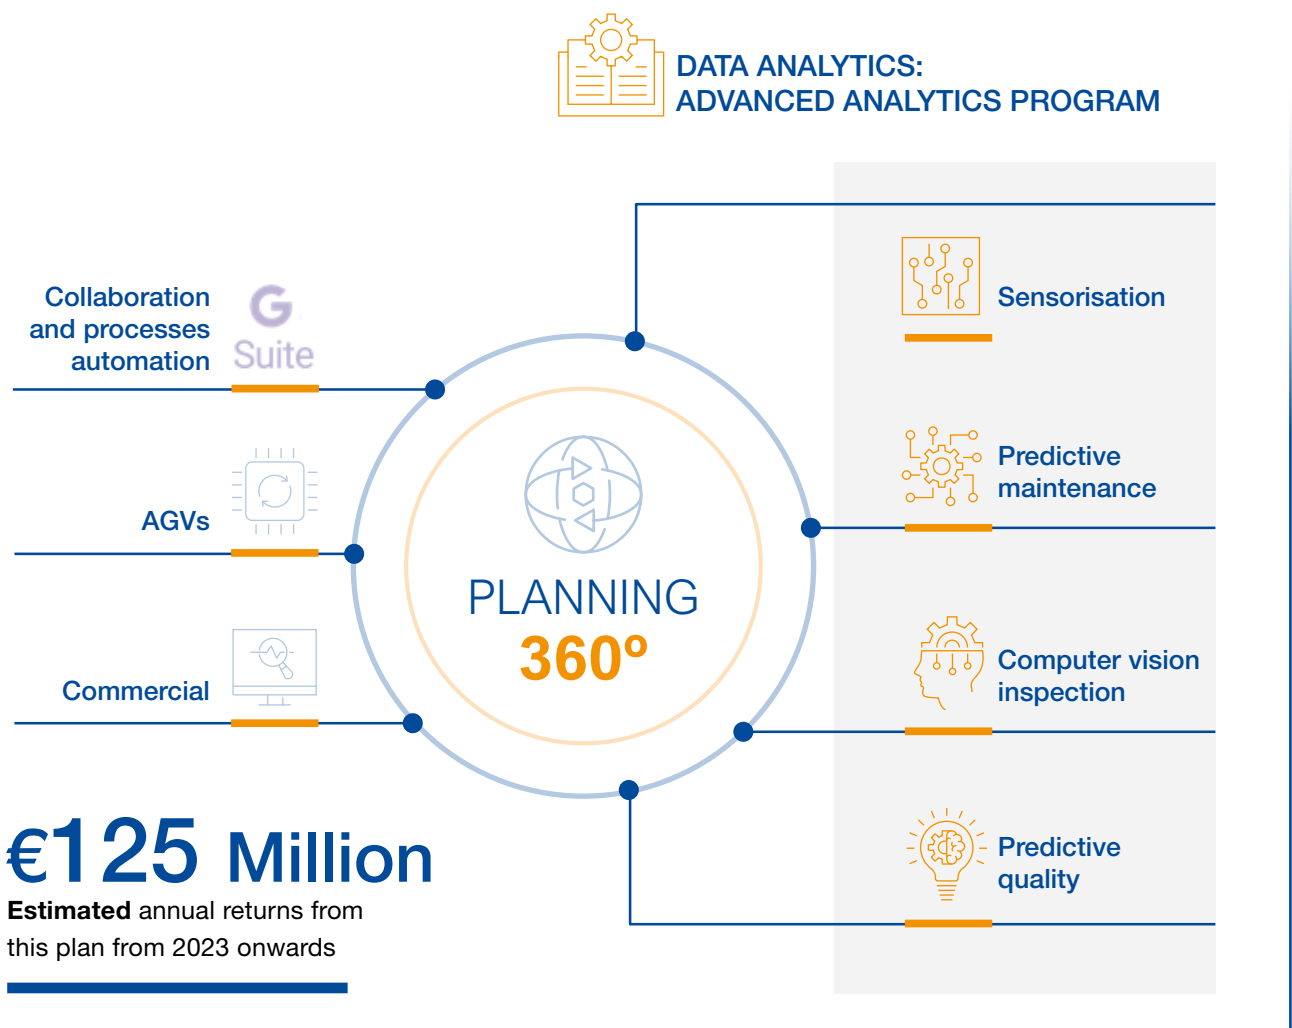 DATA ANALYTICS:
ADVANCED ANALYTICS PROGRAM
Collaboration
and processes
automation
G
Suite
AGVs
Commercial
PLANNING
360º
Sensorisation
Predictive
maintenance
Computer vision
inspection
Predictive
quality
€125 Million
Estimated annual returns from
this plan from 2023 onwards